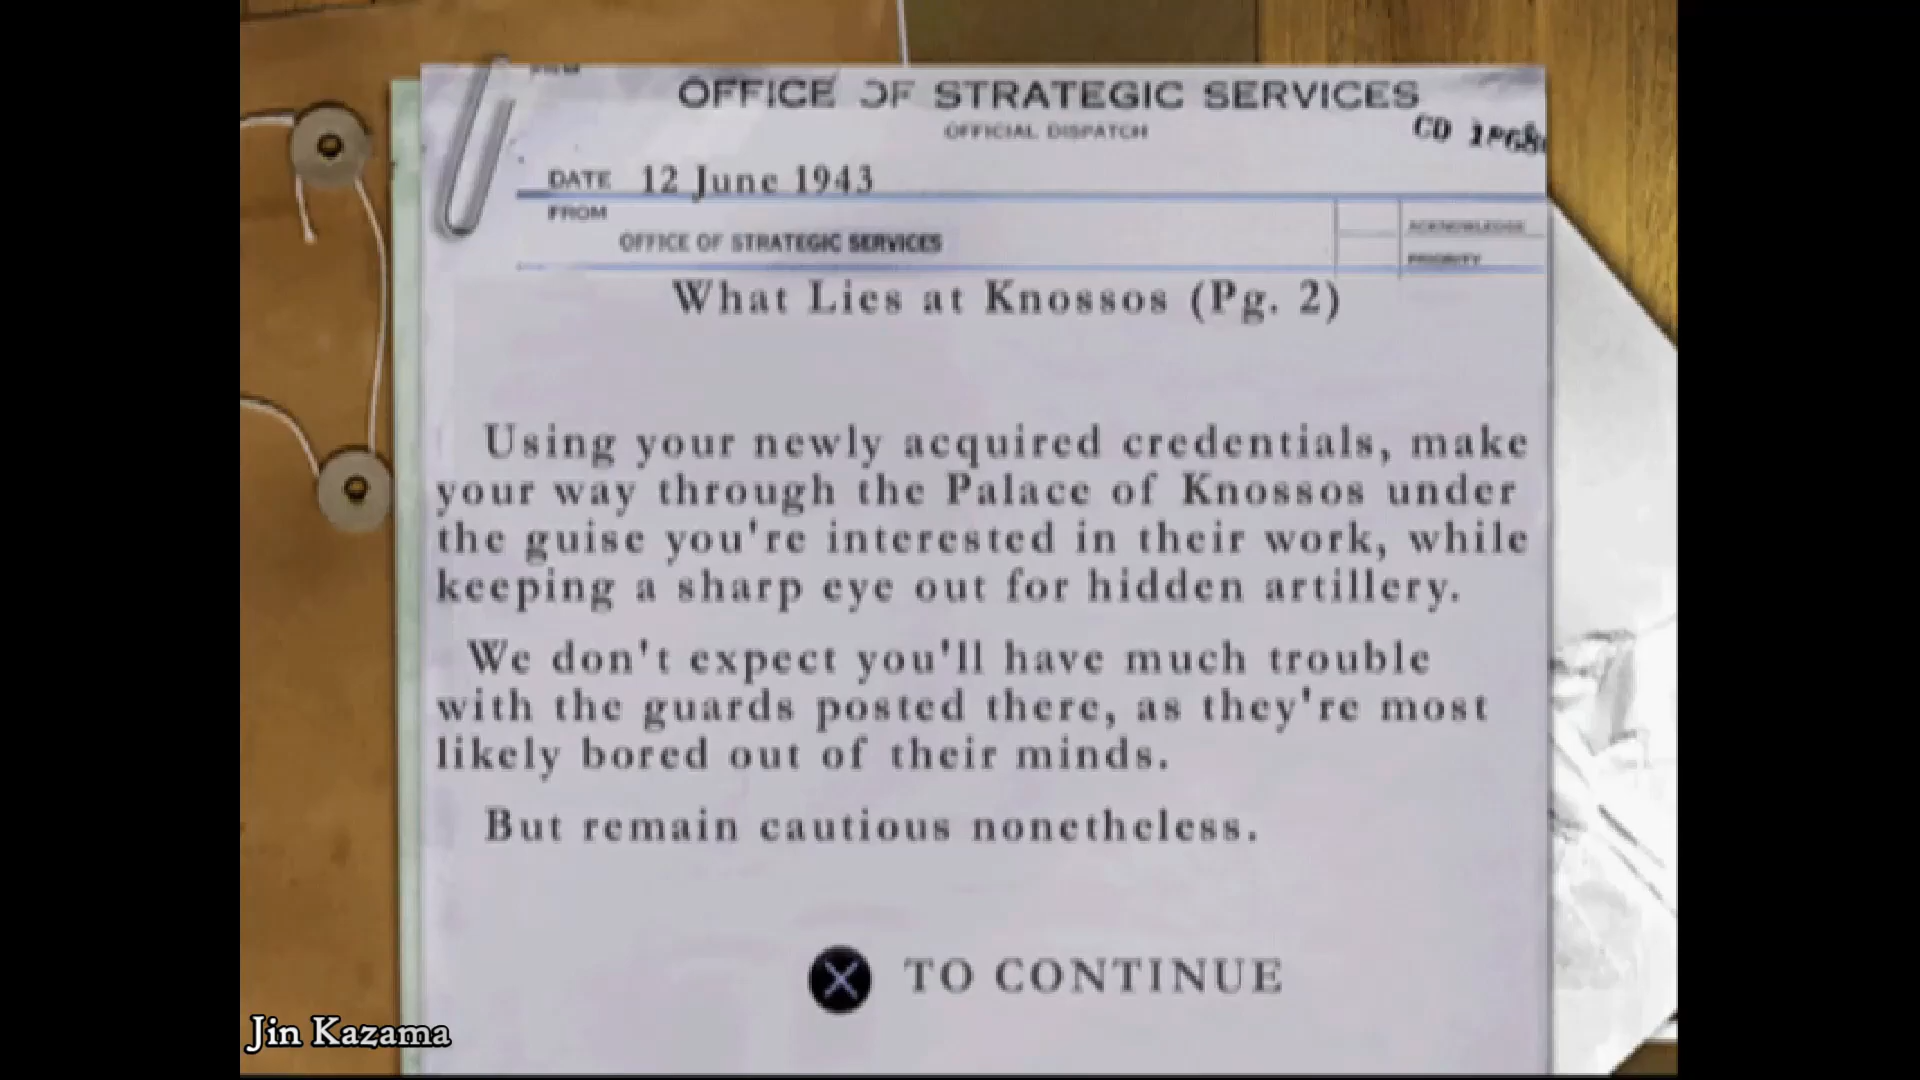 OFFICE OF STRATEGIC SERVICES
OFFICIAL DISPATCH
DATE 12 June 1943
FROM
OFFICE OF STRATEGIC SERVICES
ACKNOWLEDGE
PRIORITY
What Lies at Knossos (Pg. 2)
Using your newly acquired credentials, make
your way through the Palace of Knossos under
the guise you're interested in their work, while
keeping a sharp eye out for hidden artillery.
We don't expect you'll have much trouble
with the guards posted there, as they're most
likely bored out of their minds.
But remain cautious nonetheless.
TO CONTINUE
Jin Kazama